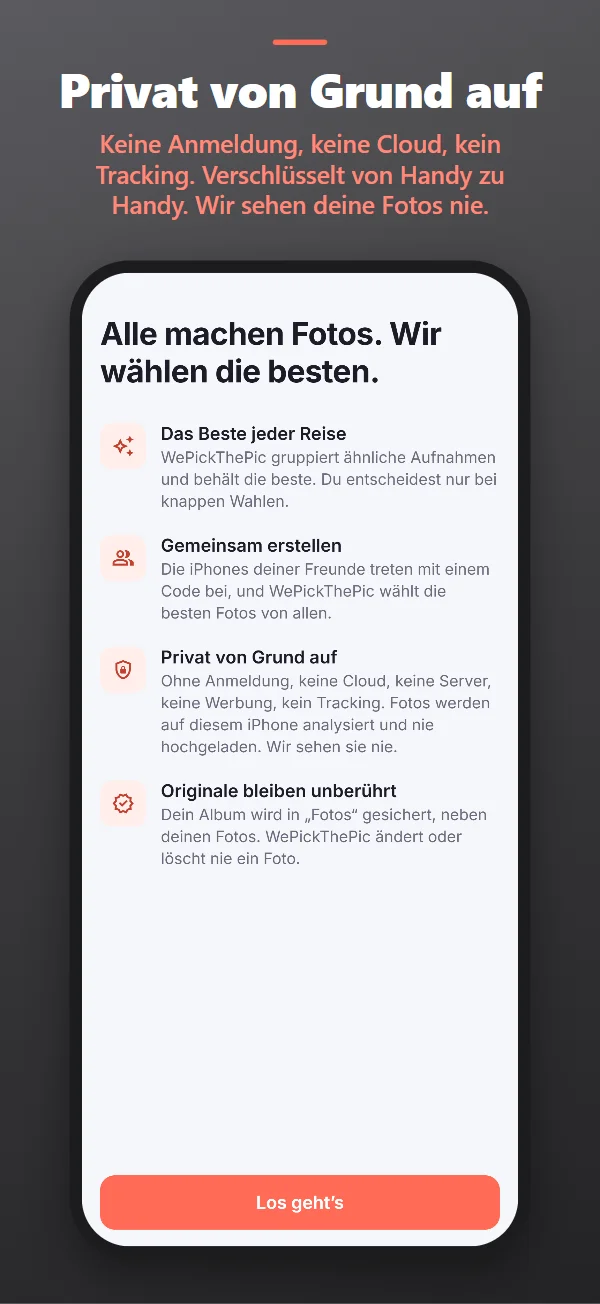 Privat von Grund auf
Keine Anmeldung, keine Cloud, kein
Tracking. Verschlüsselt von Handy zu
Handy. Wir sehen deine Fotos nie.
Alle machen Fotos. Wir
wählen die besten.
Das Beste jeder Reise
WePickThePic gruppiert ähnliche Aufnahmen
und behält die beste. Du entscheidest nur bei
knappen Wahlen.
Gemeinsam erstellen
Die iPhones deiner Freunde treten mit einem
Code bei, und WePickThePic wählt die
besten Fotos von allen.
Privat von Grund auf
Ohne Anmeldung, keine Cloud, keine Server,
keine Werbung, kein Tracking. Fotos werden
auf diesem iPhone analysiert und nie
hochgeladen. Wir sehen sie nie.
Originale bleiben unberührt
Dein Album wird in „Fotos“ gesichert, neben
deinen Fotos. WePickThePic ändert oder
löscht nie ein Foto.
Los geht’s